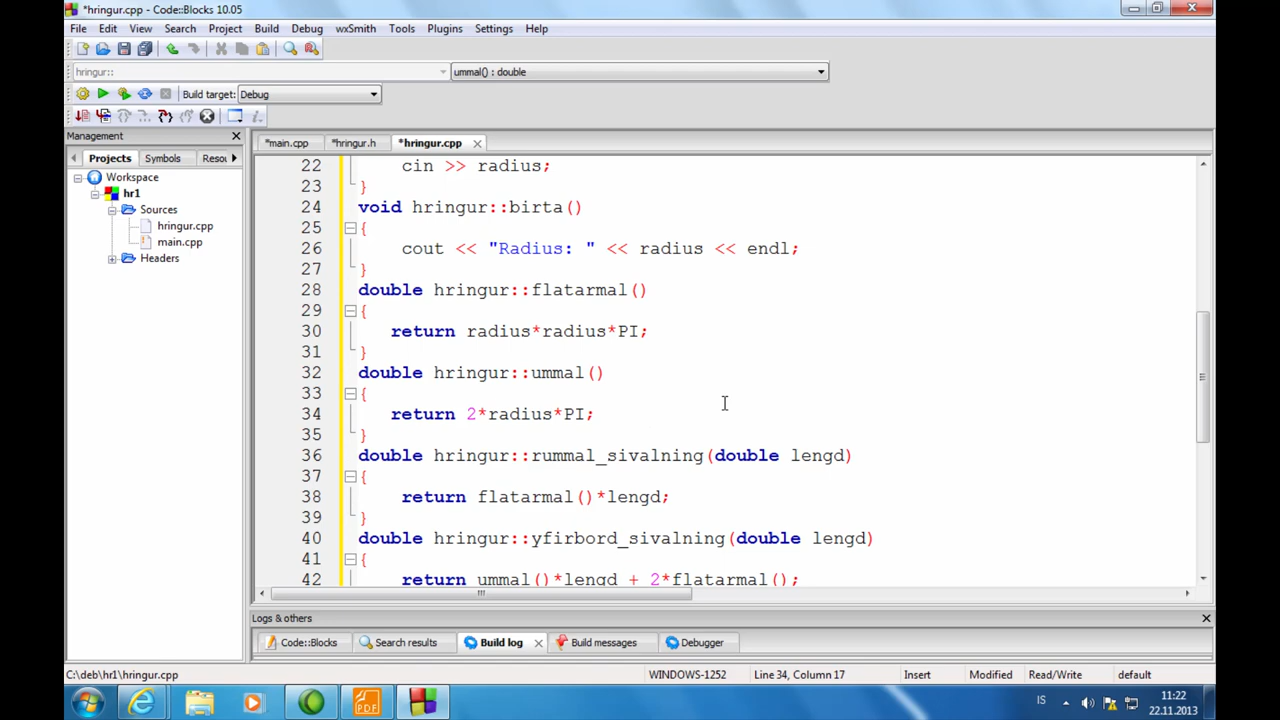 *hringur.cpp - Code::Blocks 10.05
File Edit View Search Project Build Debug wxSmith Tools Plugins Settings Help
hringur:: ummal() : double
Build target: Debug
Management
Projects Symbols Resou
*main.cpp *hringur.h *hringur.cpp
Workspace
hr1
Sources
hringur.cpp
main.cpp
Headers
22 cin >> radius;
23 }
24 void hringur::birta()
25 {
26 cout << "Radius: " << radius << endl;
27 }
28 double hringur::flatarmal()
29 {
30 return radius*radius*PI;
31 }
32 double hringur::ummal()
33 {
34 return 2*radius*PI;
35 }
36 double hringur::rummal_sivalning(double lengd)
37 {
38 return flatarmal()*lengd;
39 }
40 double hringur::yfirbord_sivalning(double lengd)
41 {
42 return ummal()*lengd + 2*flatarmal();
Logs & others
Code::Blocks Search results Build log Build messages Debugger
C:\deb\hr1\hringur.cpp WINDOWS-1252 Line 34, Column 17 Insert Modified Read/Write default
PDF IS 11:22
22.11.2013